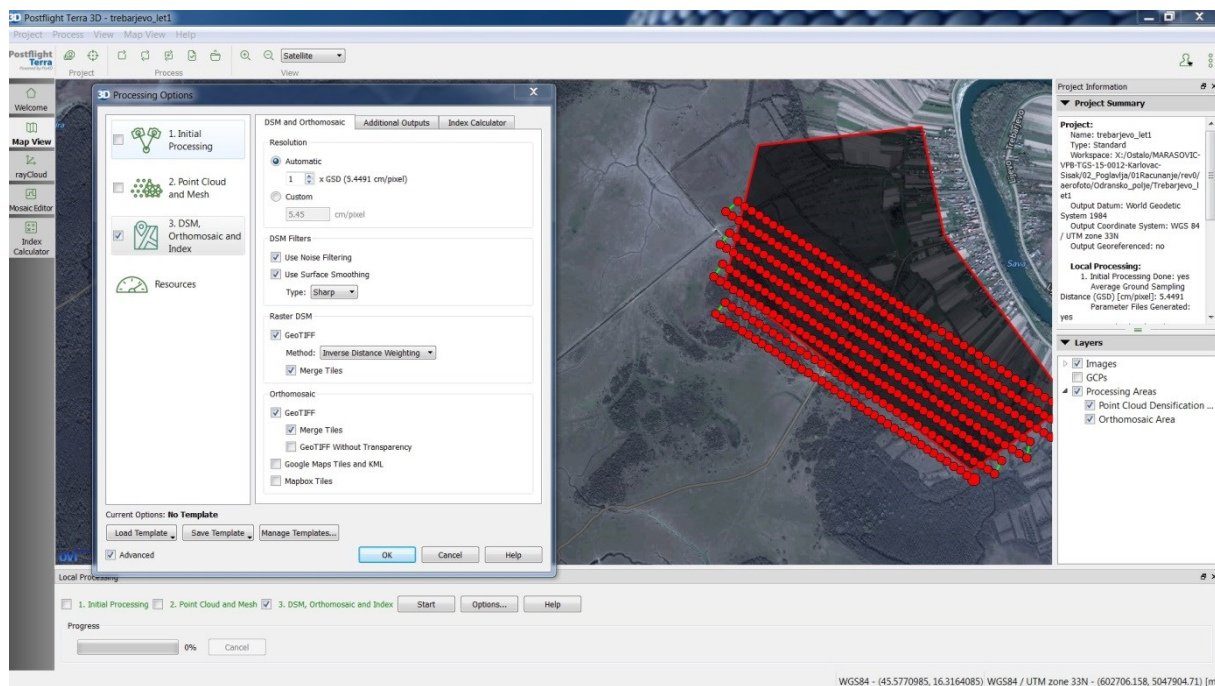 3D Postflight Terra 3D - trebarjevo_let1
Project Process View Map View Help
Postflight
Terra
Project
Process
Satellite
View
Welcome
Map View
rayCloud
Mosaic Editor
Index
Calculator
3D Processing Options
1. Initial
Processing
2. Point Cloud
and Mesh
3. DSM,
Orthomosaic and
Index
Resources
DSM and Orthomosaic Additional Outputs Index Calculator
Resolution
Automatic
1 x GSD (5.4491 cm/pixel)
Custom
5.45 cm/pixel
DSM Filters
Use Noise Filtering
Use Surface Smoothing
Type: Sharp
Raster DSM
GeoTIFF
Method: Inverse Distance Weighting
Merge Tiles
Orthomosaic
GeoTIFF
Merge Tiles
GeoTIFF Without Transparency
Google Maps Tiles and KML
Mapbox Tiles
Current Options: No Template
Load Template Save Template Manage Templates...
Advanced
OK Cancel Help
Trebarjevo
Sava
Project Information
Project Summary
Project:
Name: trebarjevo_let1
Type: Standard
Workspace: X:/Ostalo/MARASOVIC-
VPB-TGS-15-0012-Karlovac-
Sisak/02_Poglavlja/01Racunanje/rev0/
aerofoto/Odransko_polje/Trebarjevo_l
et1
Output Datum: World Geodetic
System 1984
Output Coordinate System: WGS 84
/ UTM zone 33N
Output Georeferenced: no
Local Processing:
1. Initial Processing Done: yes
Average Ground Sampling
Distance (GSD) [cm/pixel]: 5.4491
Parameter Files Generated:
yes
Layers
Images
GCPs
Processing Areas
Point Cloud Densification ...
Orthomosaic Area
Local Processing
1. Initial Processing 2. Point Cloud and Mesh 3. DSM, Orthomosaic and Index Start Options... Help
Progress
0% Cancel
WGS84 - (45.5770985, 16.3164085) WGS84 / UTM zone 33N - (602706.158, 5047904.71) [m